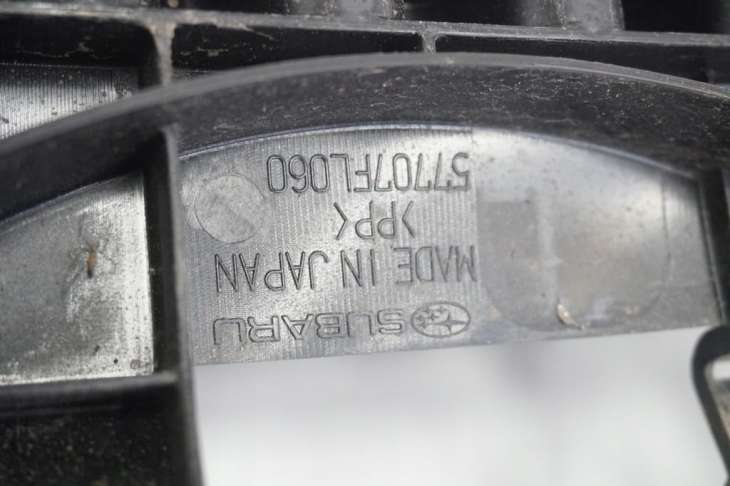 SUBARU
MADE IN JAPAN
>PP<
57707FL060